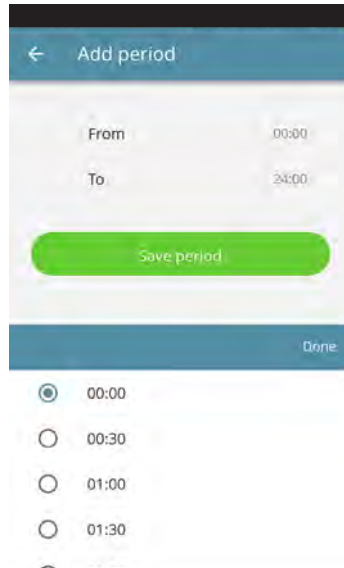 Add period
From 00:00
To 24:00
Save period
Done
00:00
00:30
01:00
01:30